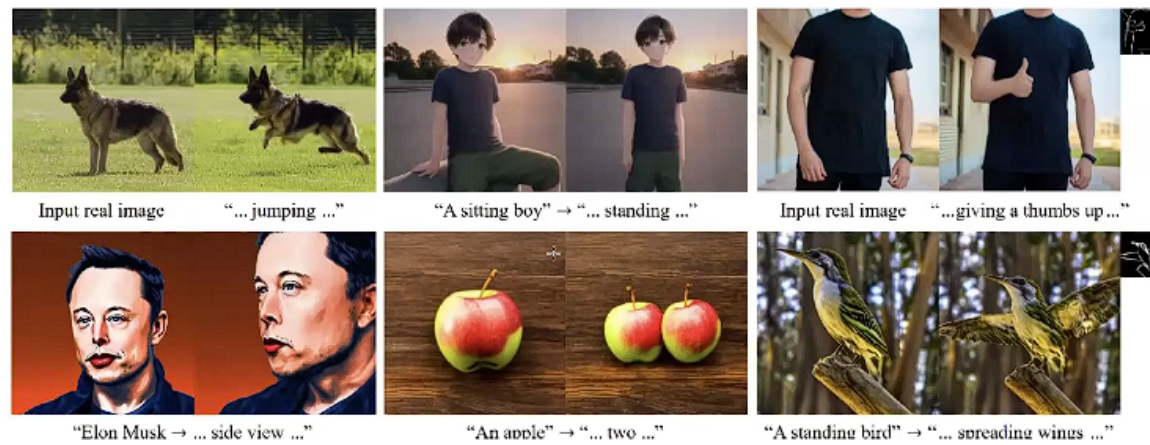 Input real image “... jumping ...” “A sitting boy” → “... standing ...” Input real image “...giving a thumbs up...”
“Elon Musk → ... side view ...” “An apple” → “... two ...” “A standing bird” → “... spreading wings ...”